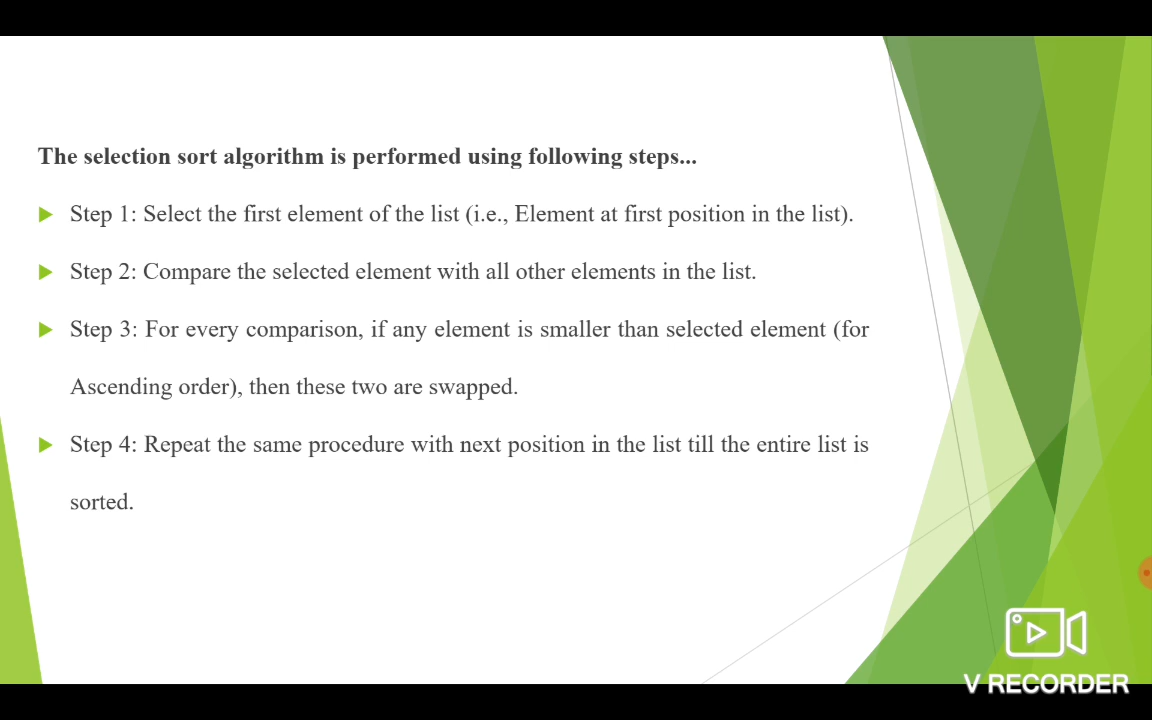 The selection sort algorithm is performed using following steps...
Step 1: Select the first element of the list (i.e., Element at first position in the list).
Step 2: Compare the selected element with all other elements in the list.
Step 3: For every comparison, if any element is smaller than selected element (for
Ascending order), then these two are swapped.
Step 4: Repeat the same procedure with next position in the list till the entire list is
sorted.
V RECORDER